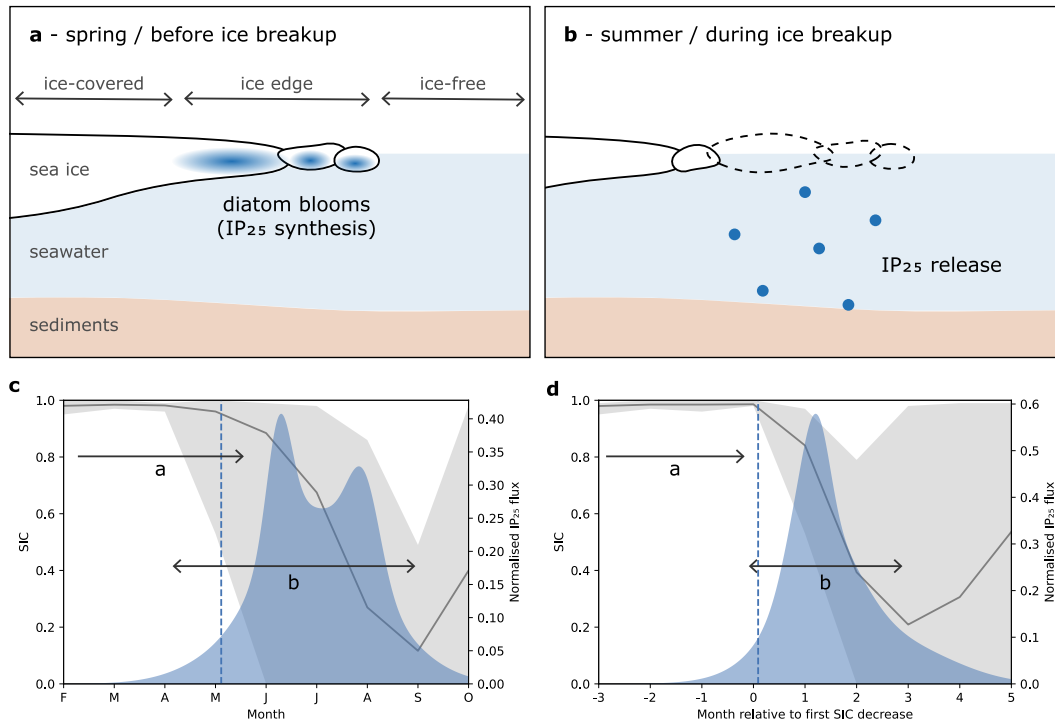 a - spring / before ice breakup
ice-covered
ice edge
ice-free
sea ice
diatom blooms
(IP₂₅ synthesis)
seawater
sediments
b - summer / during ice breakup
IP₂₅ release
c
1.0
0.8
0.6
0.4
0.2
0.0
SIC
a
b
0.40
0.35
0.30
0.25
0.20
0.15
0.10
0.05
0.00
Normalised IP₂₅ flux
F M A M J J A S O
Month
d
1.0
0.8
0.6
0.4
0.2
0.0
SIC
a
b
0.6
0.5
0.4
0.3
0.2
0.1
0.0
Normalised IP₂₅ flux
-3 -2 -1 0 1 2 3 4 5
Month relative to first SIC decrease